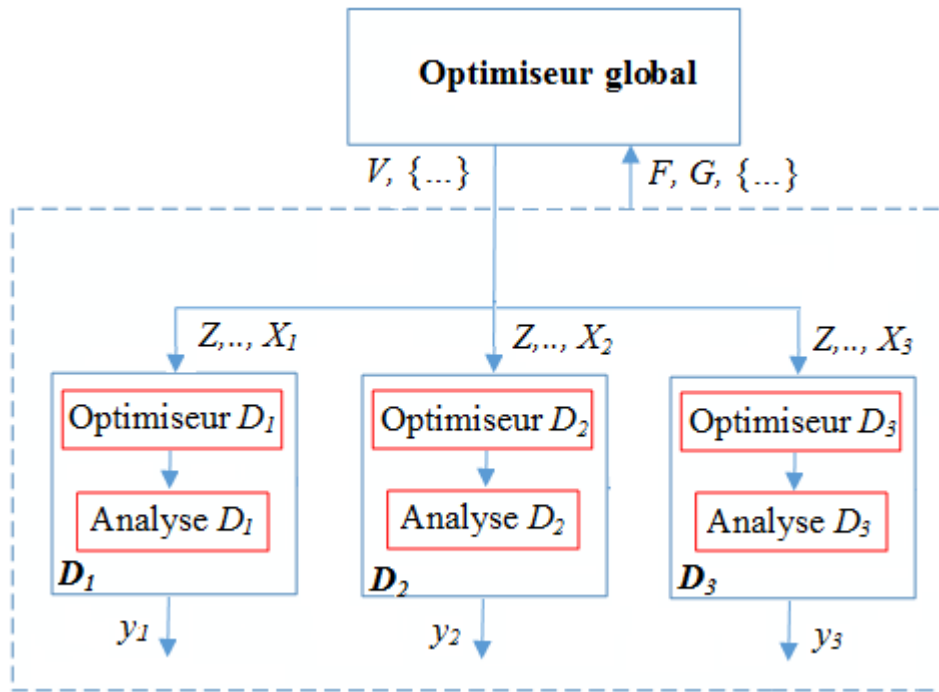 Optimiseur global
V, {...}
F, G, {...}
Z,.., X1
Z,.., X2
Z,.., X3
Optimiseur D1
Optimiseur D2
Optimiseur D3
Analyse D1
Analyse D2
Analyse D3
D1
D2
D3
y1
y2
y3